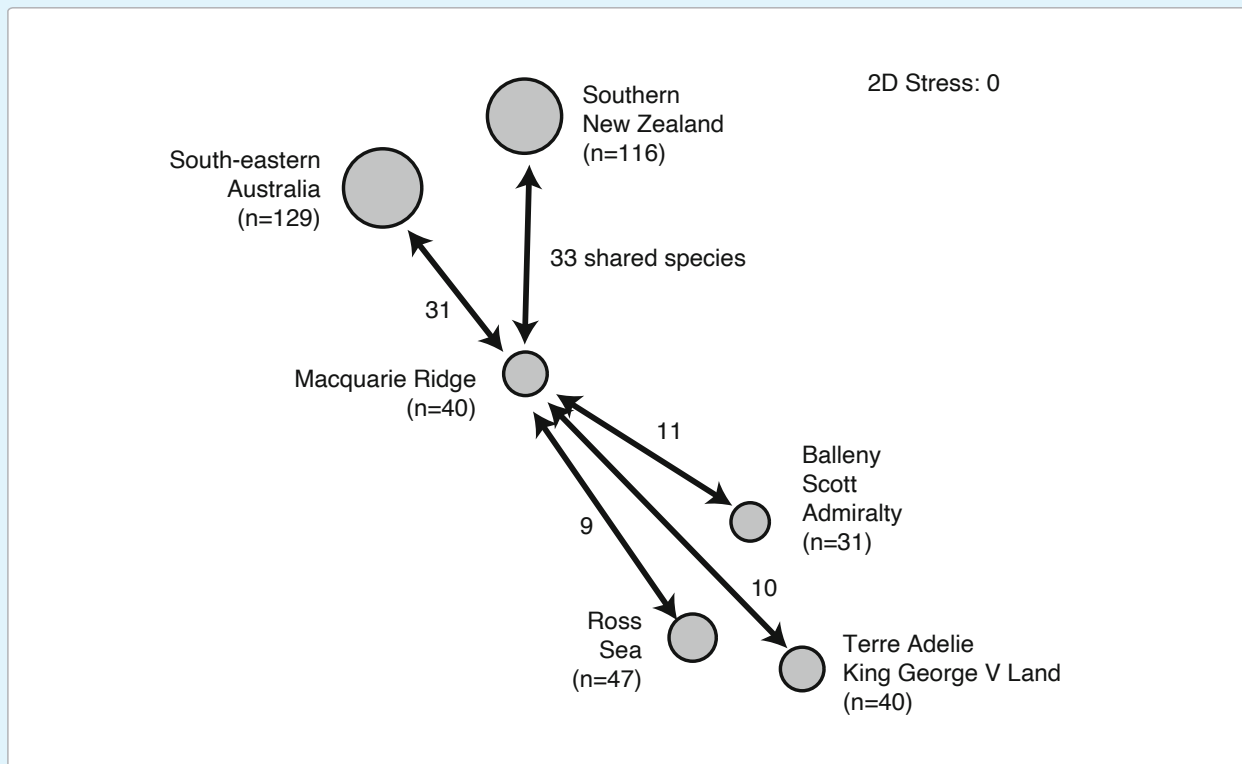 2D Stress: 0
Southern
New Zealand
(n=116)
South-eastern
Australia
(n=129)
33 shared species
31
Macquarie Ridge
(n=40)
11
Balleny
Scott
Admiralty
(n=31)
9
10
Ross
Sea
(n=47)
Terre Adelie
King George V Land
(n=40)